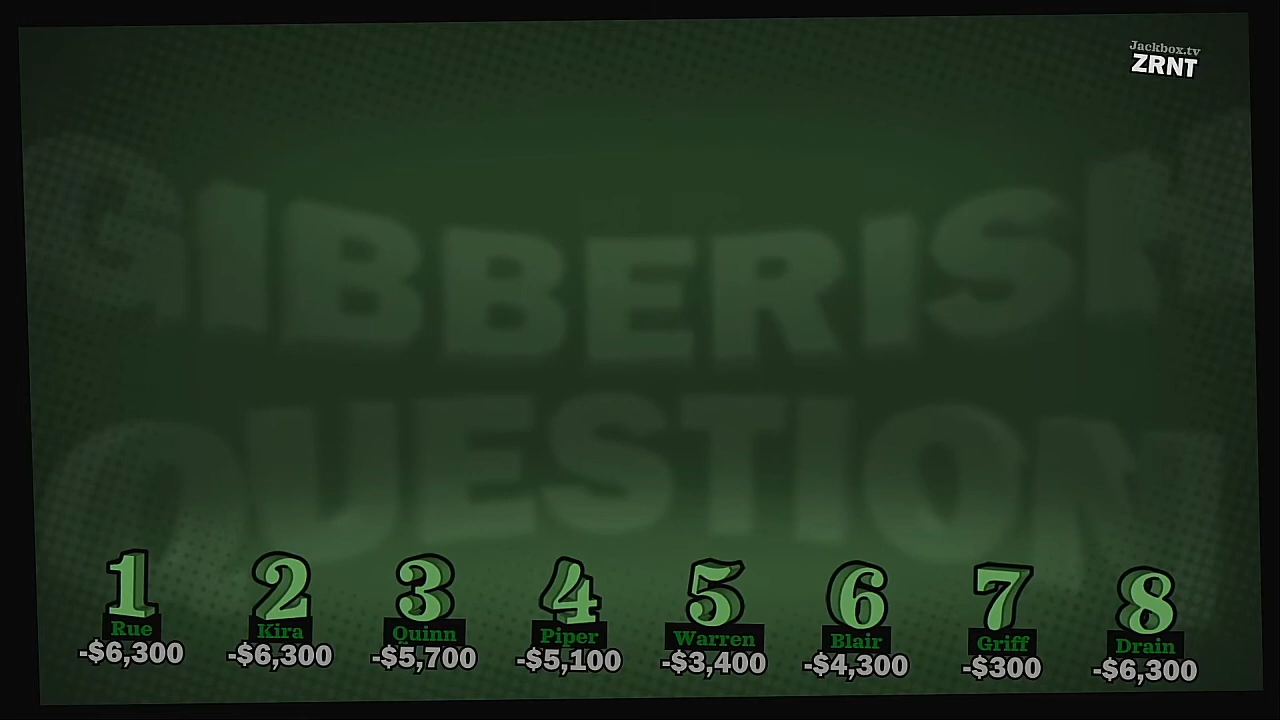 Jackbox.tv
ZRNT
GIBBERISH
QUESTION
1 2 3 4 5 6 7 8
Rue Kira Quinn Piper Warren Blair Griff Drain
-$6,300 -$6,300 -$5,700 -$5,100 -$3,400 -$4,300 -$300 -$6,300